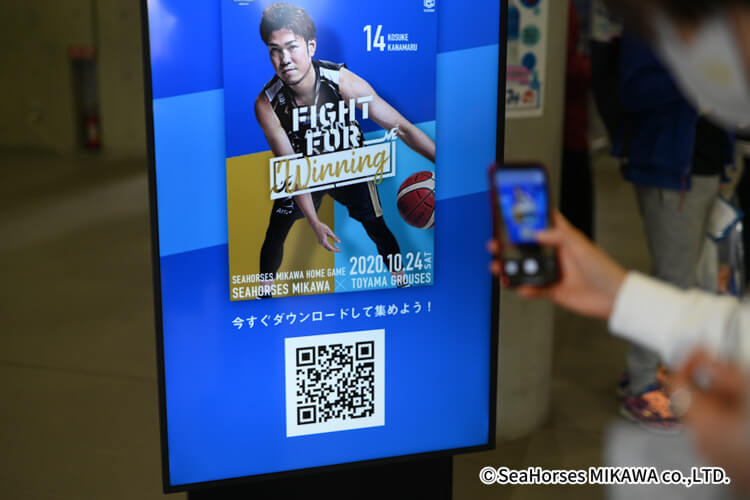 14 KOSUKE
KANAMARU
FIGHT
FOR
Winning
SEAHORSES MIKAWA HOME GAME
SEAHORSES MIKAWA × TOYAMA GROUSES
2020.10.24 SAT
今すぐダウンロードして集めよう！
©SeaHorses MIKAWA co.,LTD.